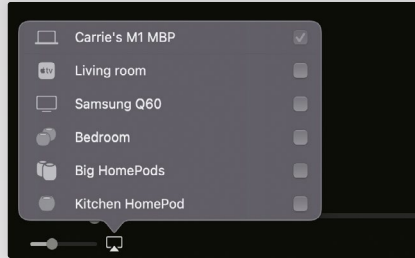 Carrie's M1 MBP
tv
Living room
Samsung Q60
Bedroom
Big HomePods
Kitchen HomePod